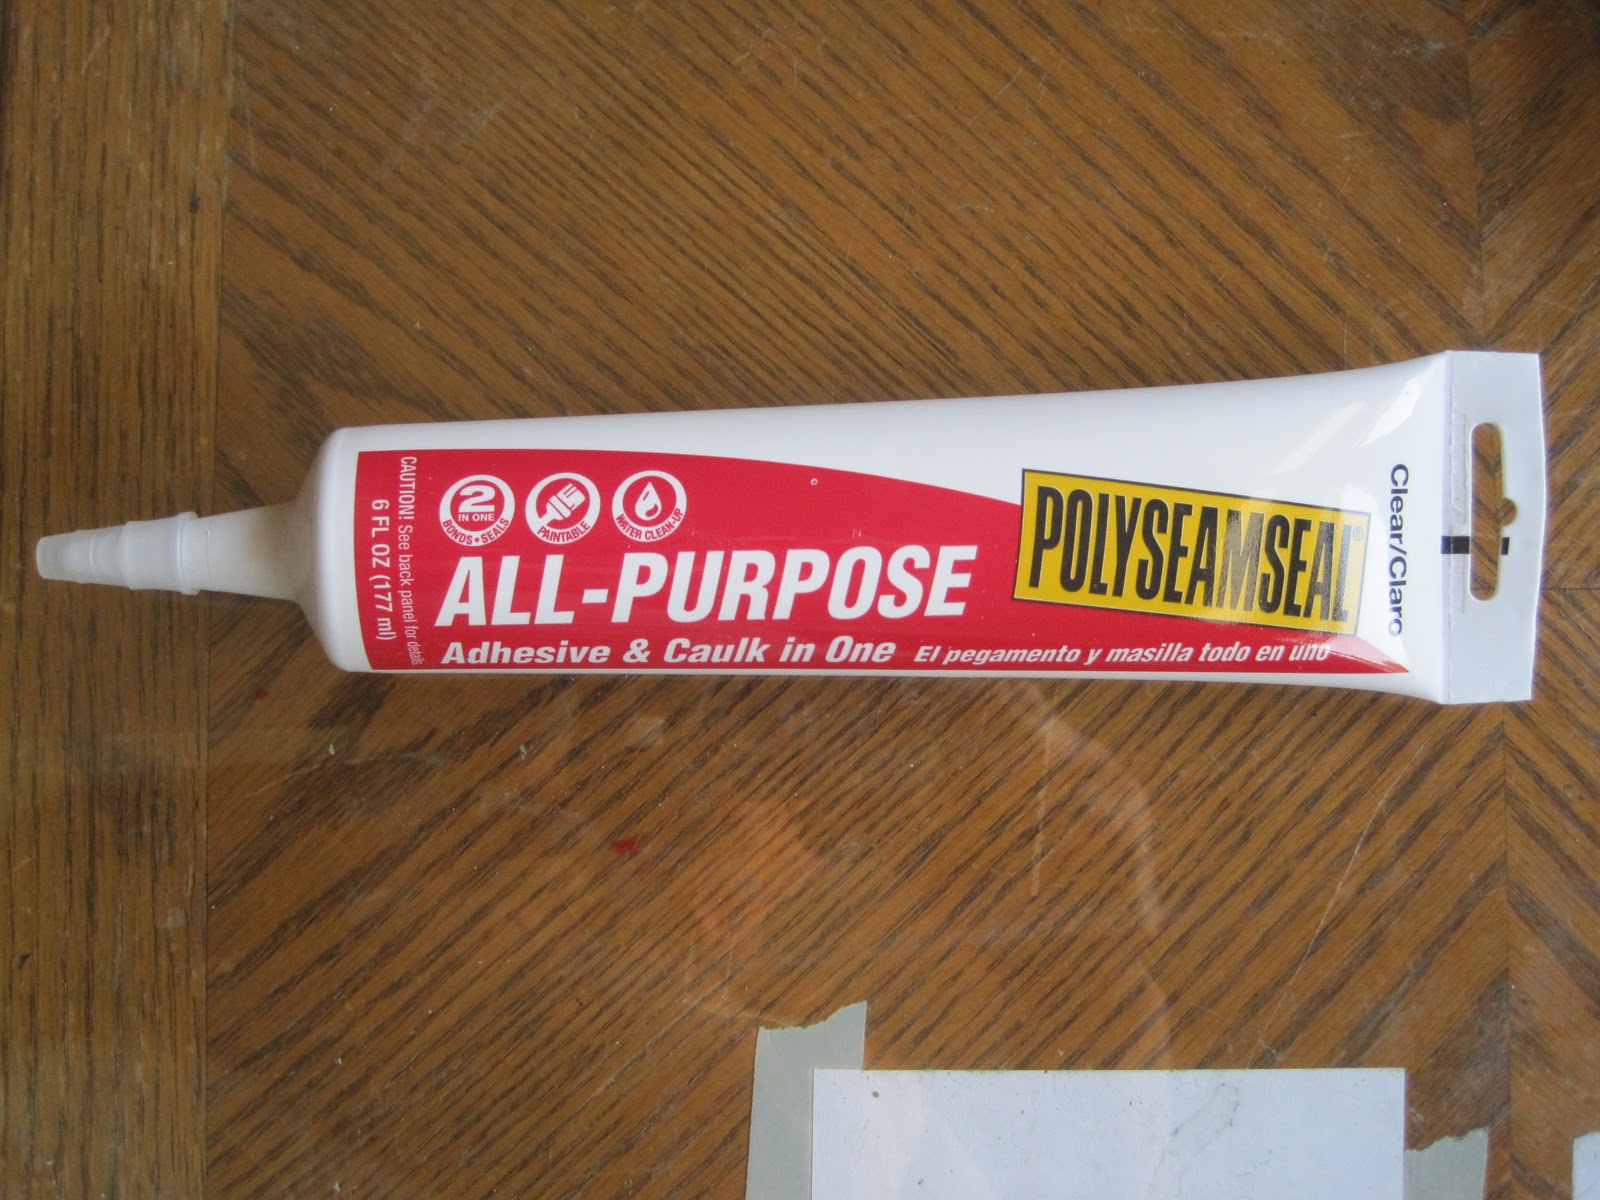 CAUTION! See back panel for details
6 FL OZ (177 ml)
2
IN ONE
BONDS • SEALS
PAINTABLE
WATER CLEAN-UP
ALL-PURPOSE
Adhesive & Caulk in One El pegamento y masilla todo en uno
POLYSEAMSEAL®
Clear/Claro